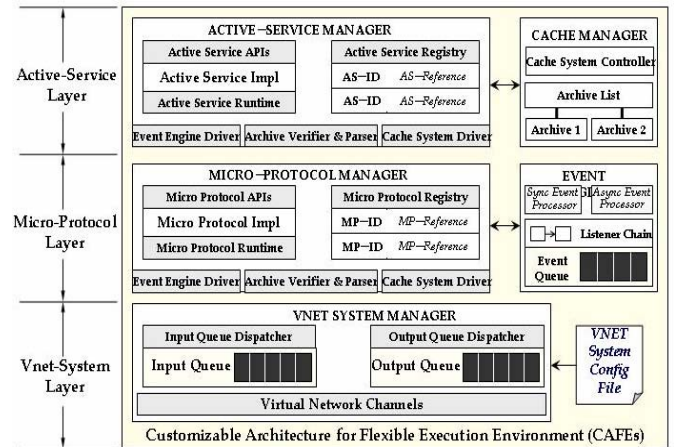 Active-Service
Layer
ACTIVE-SERVICE MANAGER
Active Service APIs
Active Service Impl
Active Service Runtime
Active Service Registry
AS-ID AS-Reference
AS-ID AS-Reference
Event Engine Driver
Archive Verifier & Parser
Cache System Driver
CACHE MANAGER
Cache System Controller
Archive List
Archive 1
Archive 2
Micro-Protocol
Layer
MICRO-PROTOCOL MANAGER
Micro Protocol APIs
Micro Protocol Impl
Micro Protocol Runtime
Micro Protocol Registry
MP-ID MP-Reference
MP-ID MP-Reference
Event Engine Driver
Archive Verifier & Parser
Cache System Driver
EVENT
Sync Event
Processor
Async Event
Processor
Listener Chain
Event
Queue
Vnet-System
Layer
VNET SYSTEM MANAGER
Input Queue Dispatcher
Input Queue
Output Queue Dispatcher
Output Queue
Virtual Network Channels
VNET
System
Config
File
Customizable Architecture for Flexible Execution Environment (CAFEs)